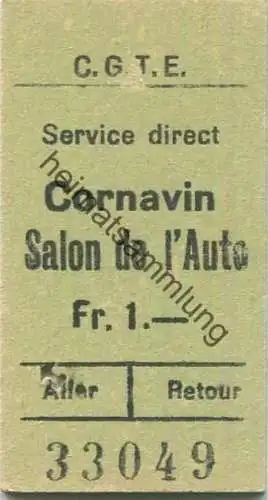 C.G.T.E.
Service direct
Cornavin
Salon de l'Auto
Fr. 1.—
Aller Retour
33049
heimatsammlung